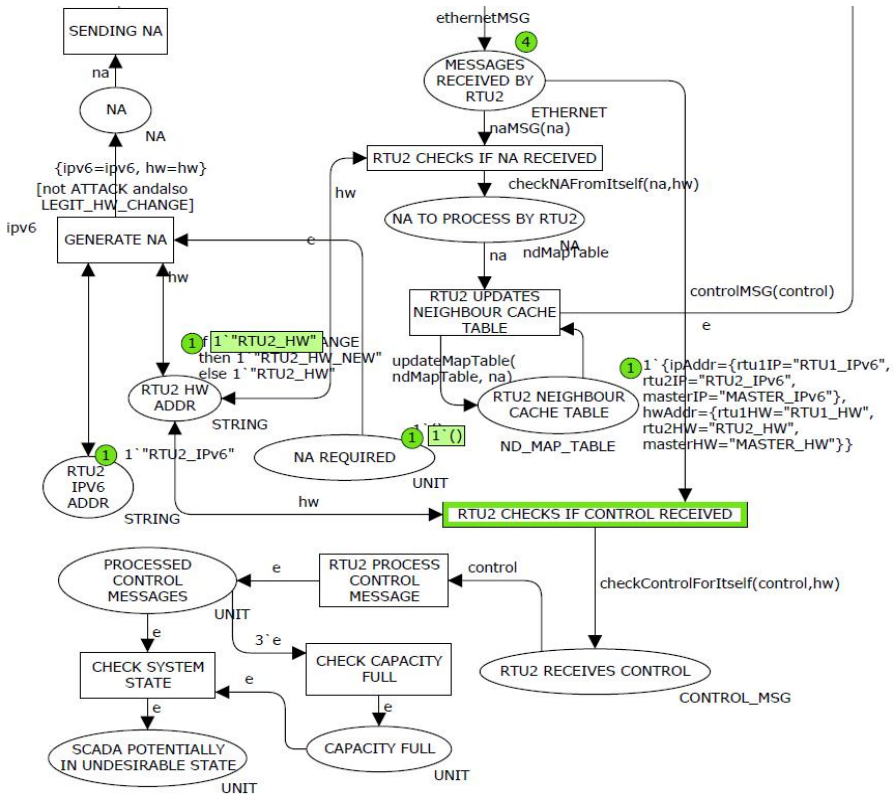 ethernetMSG
SENDING NA
4
na
MESSAGES
RECEIVED BY
RTU2
NA
ETHERNET
NA
naMSG(na)
{ipv6=ipv6, hw=hw}
RTU2 CHECkS IF NA RECEIVED
[not ATTACK andalso
LEGIT_HW_CHANGE]
hw
checkNAFromItself(na,hw)
ipv6
NA TO PROCESS BY RTU2
GENERATE NA
e
NA
na
ndMapTable
hw
controlMSG(control)
RTU2 UPDATES
NEIGHBOUR CACHE
TABLE
e
1
1`"RTU2_HW"
then 1`"RTU2_HW_NEW"
else 1`"RTU2_HW"
updateMapTable(
ndMapTable, na)
1
1`{ipAddr={rtu1IP="RTU1_IPv6",
rtu2IP="RTU2_IPv6",
masterIP="MASTER_IPv6"},
hwAddr={rtu1HW="RTU1_HW",
rtu2HW="RTU2_HW",
masterHW="MASTER_HW"}}
RTU2 HW
ADDR
STRING
RTU2 NEIGHBOUR
CACHE TABLE
ND_MAP_TABLE
1
1`()
NA REQUIRED
UNIT
1
1`"RTU2_IPv6"
RTU2
IPV6
ADDR
STRING
hw
RTU2 CHECKS IF CONTROL RECEIVED
PROCESSED
CONTROL
MESSAGES
UNIT
e
RTU2 PROCESS
CONTROL
MESSAGE
control
checkControlForItself(control,hw)
e
3`e
CHECK SYSTEM
STATE
CHECK CAPACITY
FULL
RTU2 RECEIVES CONTROL
CONTROL_MSG
e
e
e
SCADA POTENTIALLY
IN UNDESIRABLE STATE
UNIT
CAPACITY FULL
UNIT